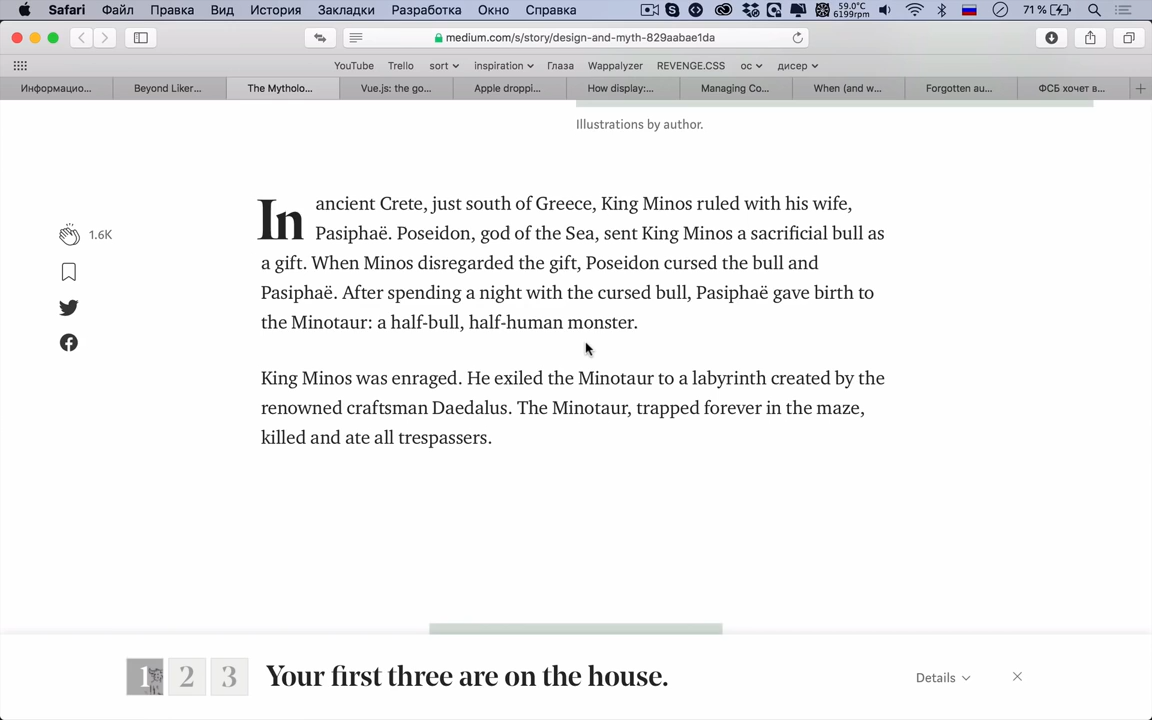 Safari Файл Правка Вид История Закладки Разработка Окно Справка 59.0°C 6199rpm 71 %
medium.com/s/story/design-and-myth-829aabae1da
YouTube Trello sort inspiration Глаза Wappalyzer REVENGE.CSS ос дисер
Информацио... Beyond Liker... The Mytholo... Vue.js: the go... Apple droppi... How display:... Managing Co... When (and w... Forgotten au... ФСБ хочет в...
Illustrations by author.
In ancient Crete, just south of Greece, King Minos ruled with his wife,
Pasiphaë. Poseidon, god of the Sea, sent King Minos a sacrificial bull as
a gift. When Minos disregarded the gift, Poseidon cursed the bull and
Pasiphaë. After spending a night with the cursed bull, Pasiphaë gave birth to
the Minotaur: a half-bull, half-human monster.
1.6K
King Minos was enraged. He exiled the Minotaur to a labyrinth created by the
renowned craftsman Daedalus. The Minotaur, trapped forever in the maze,
killed and ate all trespassers.
1 2 3 Your first three are on the house. Details